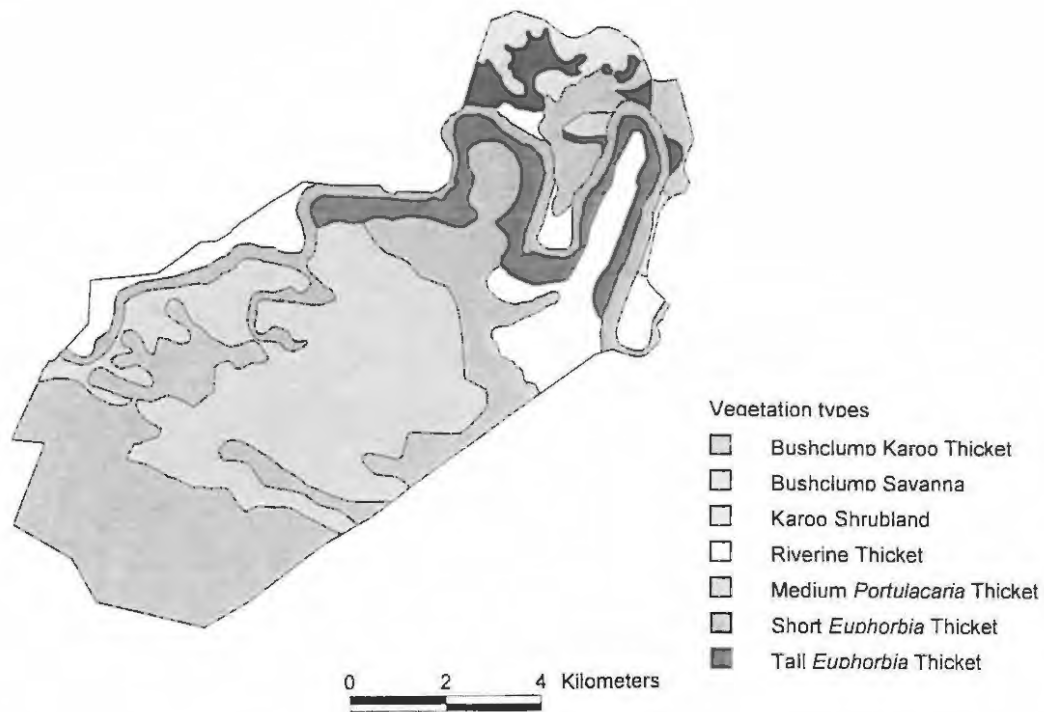 Vegetation types
Bushclump Karoo Thicket
Bushclump Savanna
Karoo Shrubland
Riverine Thicket
Medium Portulacaria Thicket
Short Euphorbia Thicket
Tall Euphorbia Thicket
0 2 4 Kilometers